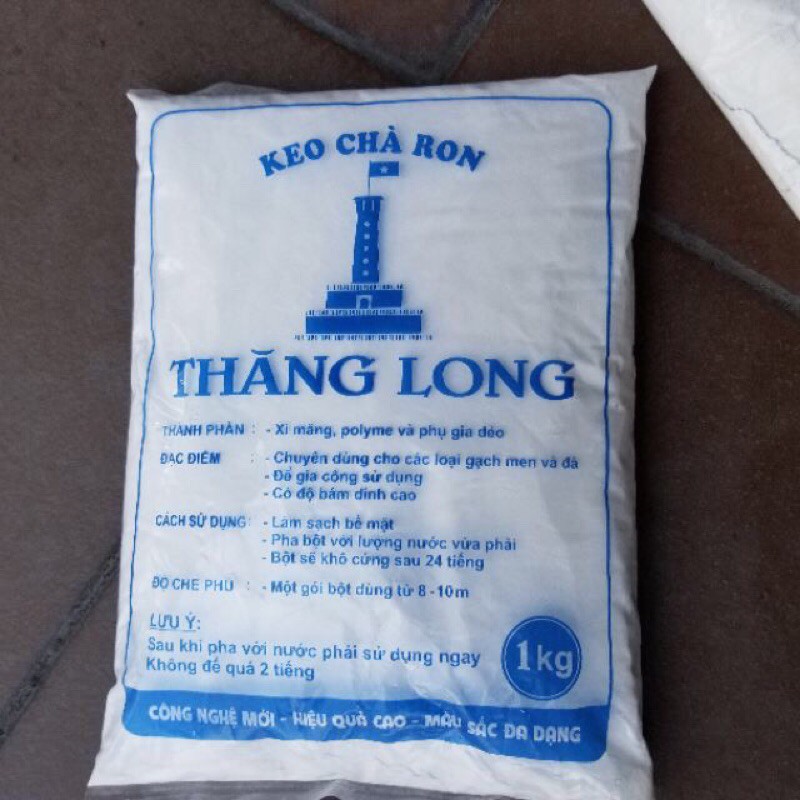 KEO CHÀ RON
THĂNG LONG
THÀNH PHẦN : - Xi măng, polyme và phụ gia dẻo
ĐẶC ĐIỂM : - Chuyên dùng cho các loại gạch men và đá
- Để gia công sử dụng
- Có độ bám dính cao
CÁCH SỬ DỤNG: - Làm sạch bề mặt
- Pha bột với lượng nước vừa phải
- Bột sẽ khô cứng sau 24 tiếng
ĐỘ CHE PHỦ : - Một gói bột dùng từ 8 -10m
LƯU Ý:
Sau khi pha với nước phải sử dụng ngay
Không để quá 2 tiếng
1kg
CÔNG NGHỆ MỚI - HIỆU QUẢ CAO - MÀU SẮC ĐA DẠNG